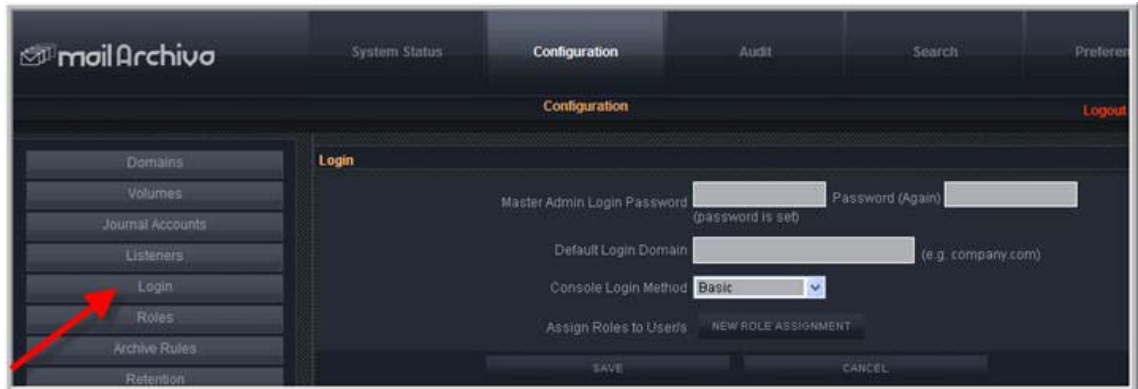 mailArchiva
System Status Configuration Audit Search Preferen
Configuration
Logout
Domains
Volumes
Journal Accounts
Listeners
Login
Roles
Archive Rules
Retention
Login
Master Admin Login Password Password (Again)
(password is set)
Default Login Domain (e.g. company.com)
Console Login Method Basic
Assign Roles to User/s NEW ROLE ASSIGNMENT
SAVE CANCEL